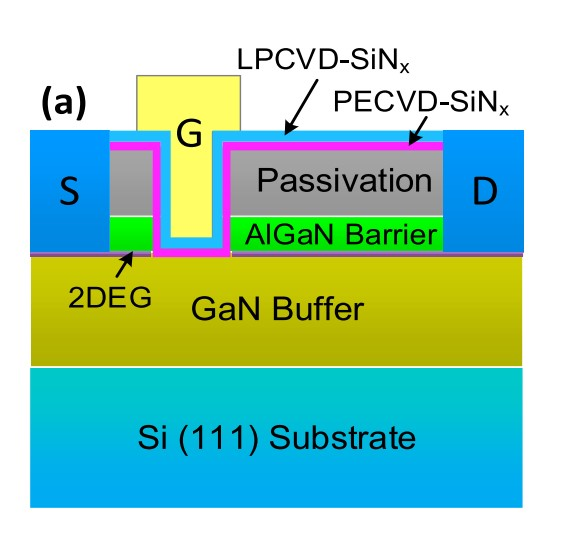 LPCVD-SiNx
(a)
PECVD-SiNx
G
S
Passivation
D
AlGaN Barrier
2DEG
GaN Buffer
Si (111) Substrate